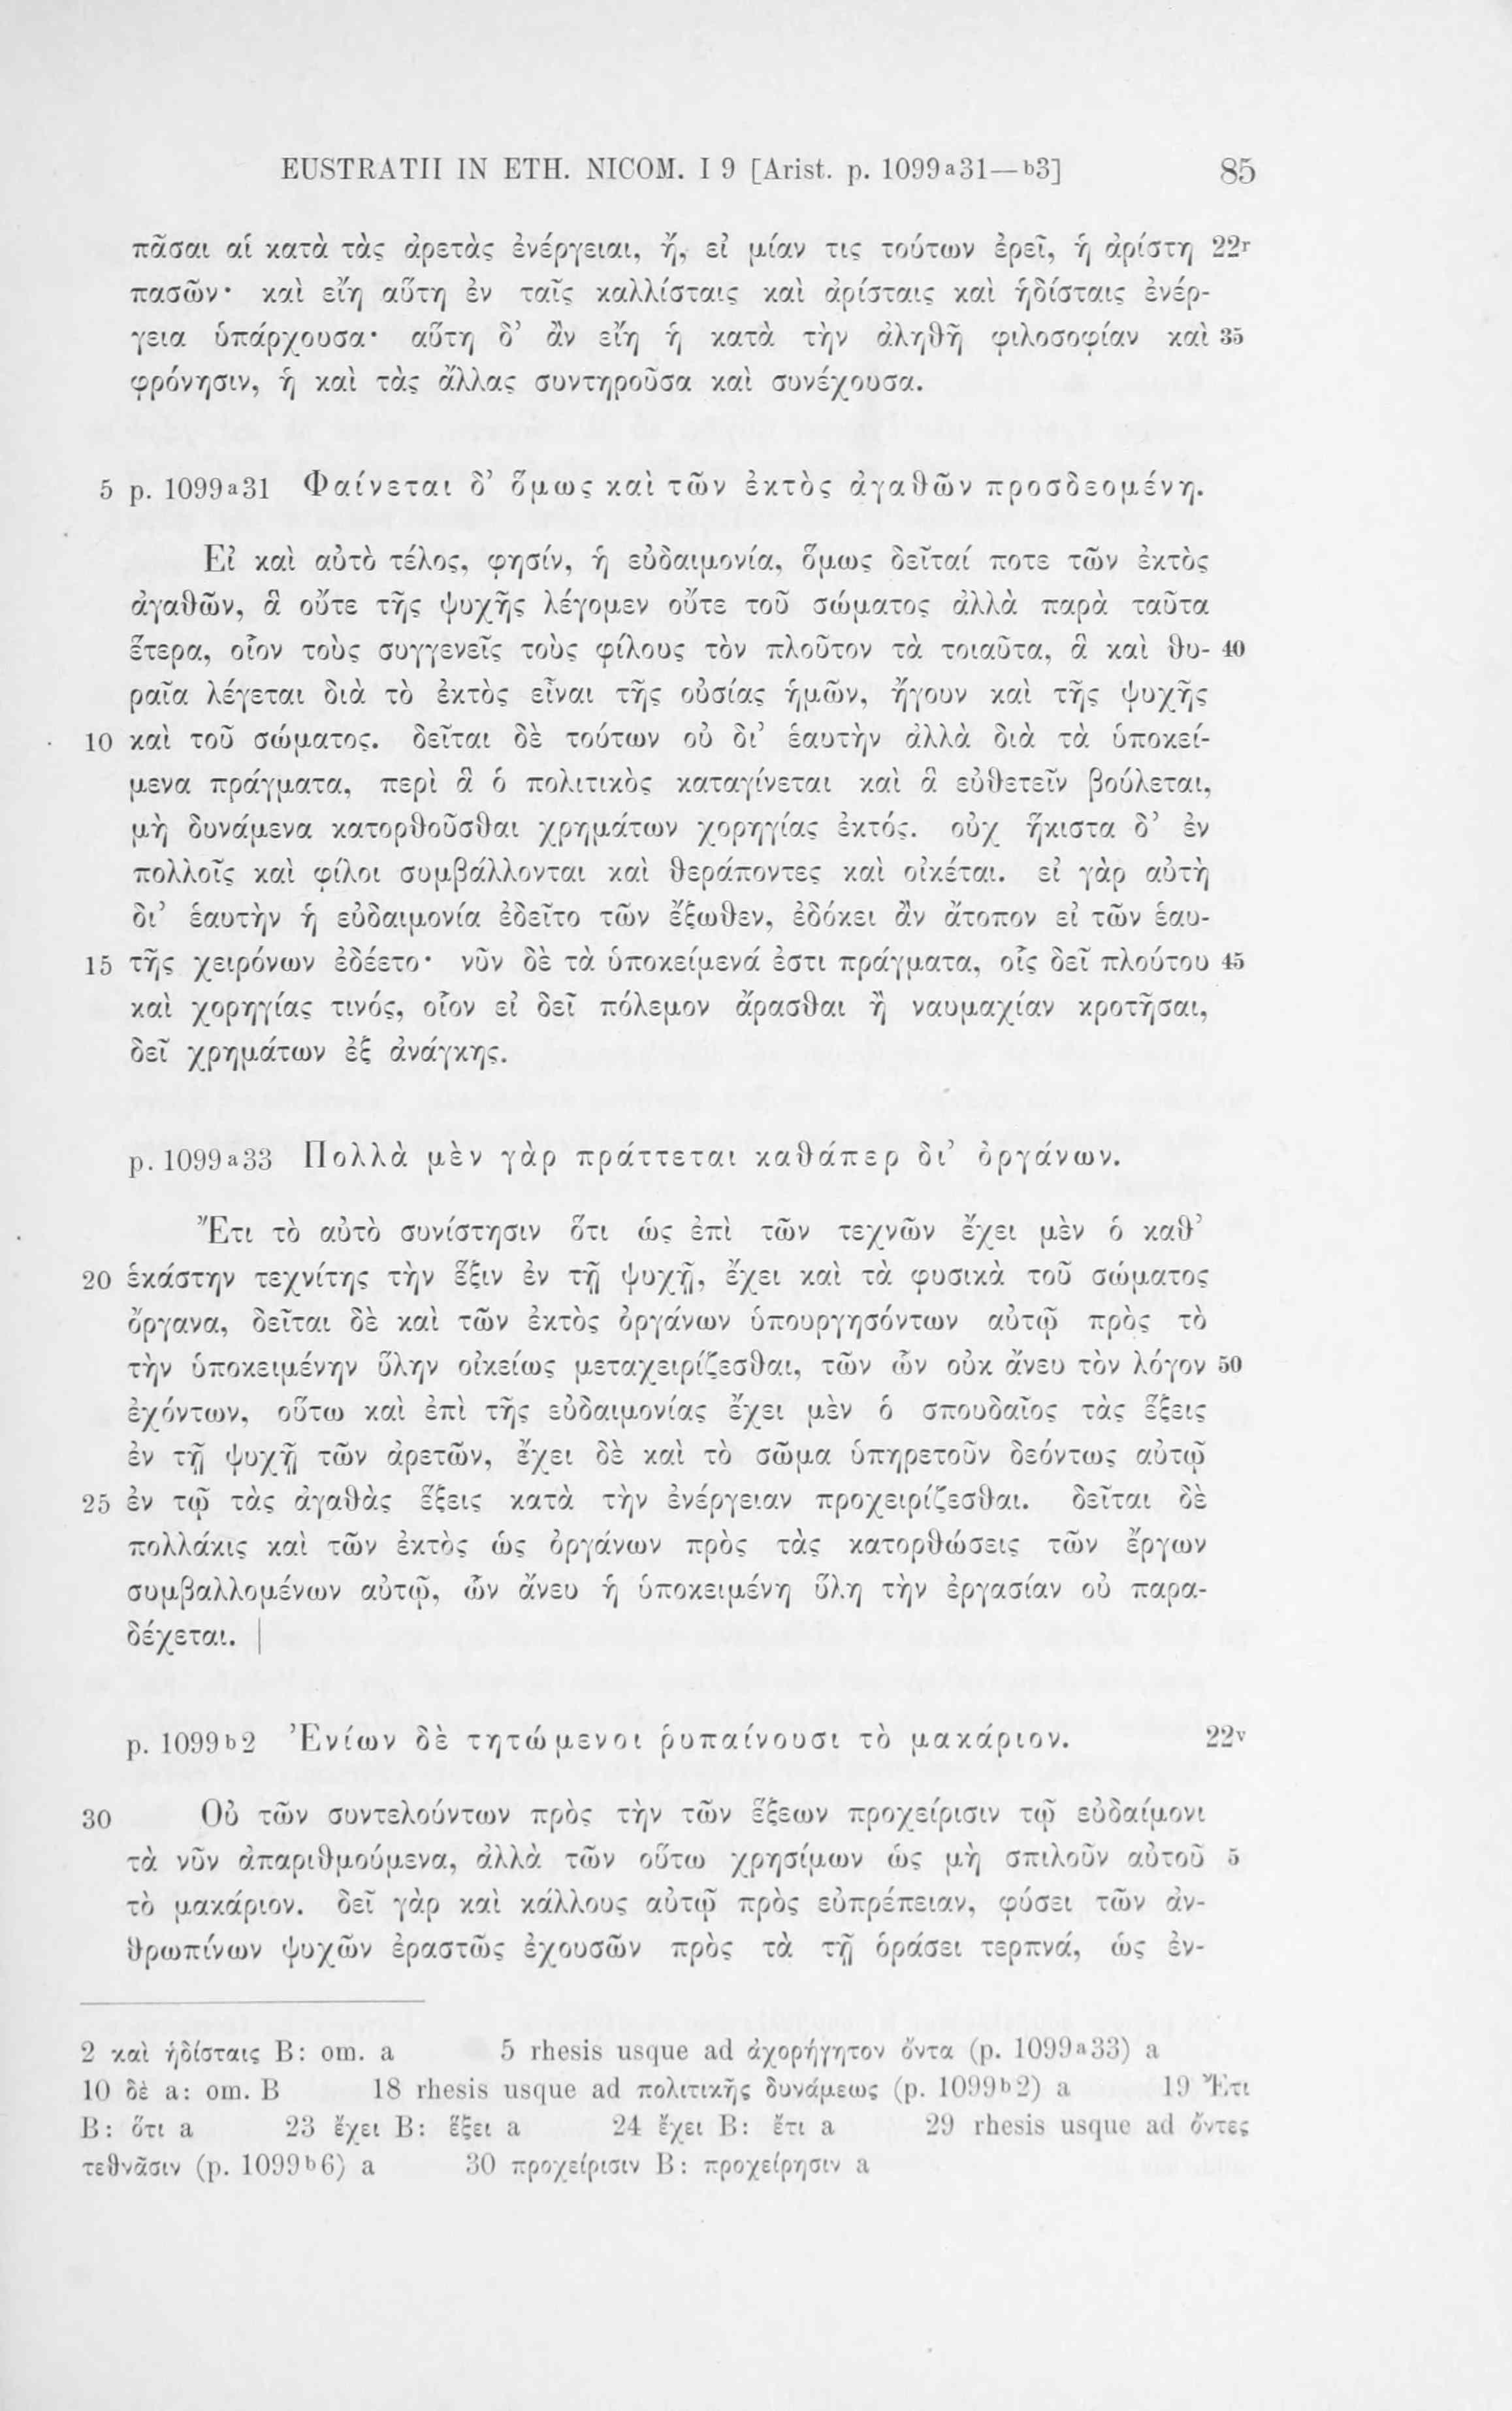 EUSTRATII IN ETH. NICOM. I 9 [Arist. p. 1099a31—b3] 85
πᾶσαι αἱ κατὰ τὰς ἀρετὰς ἐνέργειαι, ἤ, εἰ μίαν τις τούτων ἐρεῖ, ἡ ἀρίστη 22r
πασῶν· καὶ εἴη αὕτη ἐν ταῖς καλλίσταις καὶ ἀρίσταις καὶ ἡδίσταις ἐνέρ-
γεια ὑπάρχουσα· αὕτη δ’ ἂν εἴη ἡ κατὰ τὴν ἀληθῆ φιλοσοφίαν καὶ 35
φρόνησιν, ἡ καὶ τὰς ἄλλας συντηροῦσα καὶ συνέχουσα.
5 p. 1099a31 Φαίνεται δ’ ὅμως καὶ τῶν ἐκτὸς ἀγαθῶν προσδεομένη.
Εἰ καὶ αὐτὸ τέλος, φησίν, ἡ εὐδαιμονία, ὅμως δεῖταί ποτε τῶν ἐκτὸς
ἀγαθῶν, ἃ οὔτε τῆς ψυχῆς λέγομεν οὔτε τοῦ σώματος ἀλλὰ παρὰ ταῦτα
ἕτερα, οἷον τοὺς συγγενεῖς τοὺς φίλους τὸν πλοῦτον τὰ τοιαῦτα, ἃ καὶ θυ- 40
ραῖα λέγεται διὰ τὸ ἐκτὸς εἶναι τῆς οὐσίας ἡμῶν, ἤγουν καὶ τῆς ψυχῆς
10 καὶ τοῦ σώματος. δεῖται δὲ τούτων οὐ δι’ ἑαυτὴν ἀλλὰ διὰ τὰ ὑποκεί-
μενα πράγματα, περὶ ἃ ὁ πολιτικὸς καταγίνεται καὶ ἃ εὐθετεῖν βούλεται,
μὴ δυνάμενα κατορθοῦσθαι χρημάτων χορηγίας ἐκτός. οὐχ ἥκιστα δ’ ἐν
πολλοῖς καὶ φίλοι συμβάλλονται καὶ θεράποντες καὶ οἰκέται. εἰ γὰρ αὐτὴ
δι’ ἑαυτὴν ἡ εὐδαιμονία ἐδεῖτο τῶν ἔξωθεν, ἐδόκει ἂν ἄτοπον εἰ τῶν ἑαυ-
15 τῆς χειρόνων ἐδέετο· νῦν δὲ τὰ ὑποκείμενά ἐστι πράγματα, οἷς δεῖ πλούτου 45
καὶ χορηγίας τινός, οἷον εἰ δεῖ πόλεμον ἄρασθαι ἢ ναυμαχίαν κροτῆσαι,
δεῖ χρημάτων ἐξ ἀνάγκης.
p. 1099a33 Πολλὰ μὲν γὰρ πράττεται καθάπερ δι’ ὀργάνων.
Ἔτι τὸ αὐτὸ συνίστησιν ὅτι ὡς ἐπὶ τῶν τεχνῶν ἔχει μὲν ὁ καθ’
20 ἑκάστην τεχνίτης τὴν ἕξιν ἐν τῇ ψυχῇ, ἔχει καὶ τὰ φυσικὰ τοῦ σώματος
ὄργανα, δεῖται δὲ καὶ τῶν ἐκτὸς ὀργάνων ὑπουργησόντων αὐτῷ πρὸς τὸ
τὴν ὑποκειμένην ὕλην οἰκείως μεταχειρίζεσθαι, τῶν ὧν οὐκ ἄνευ τὸν λόγον 50
ἐχόντων, οὕτω καὶ ἐπὶ τῆς εὐδαιμονίας ἔχει μὲν ὁ σπουδαῖος τὰς ἕξεις
ἐν τῇ ψυχῇ τῶν ἀρετῶν, ἔχει δὲ καὶ τὸ σῶμα ὑπηρετοῦν δεόντως αὐτῷ
25 ἐν τῷ τὰς ἀγαθὰς ἕξεις κατὰ τὴν ἐνέργειαν προχειρίζεσθαι. δεῖται δὲ
πολλάκις καὶ τῶν ἐκτὸς ὡς ὀργάνων πρὸς τὰς κατορθώσεις τῶν ἔργων
συμβαλλομένων αὐτῷ, ὧν ἄνευ ἡ ὑποκειμένη ὕλη τὴν ἐργασίαν οὐ παρα-
δέχεται. |
p. 1099b2 Ἐνίων δὲ τητώμενοι ῥυπαίνουσι τὸ μακάριον. 22v
30 Οὐ τῶν συντελούντων πρὸς τὴν τῶν ἕξεων προχείρισιν τῷ εὐδαίμονι
τὰ νῦν ἀπαριθμούμενα, ἀλλὰ τῶν οὕτω χρησίμων ὡς μὴ σπιλοῦν αὐτοῦ 5
τὸ μακάριον. δεῖ γὰρ καὶ κάλλους αὐτῷ πρὸς εὐπρέπειαν, φύσει τῶν ἀν-
θρωπίνων ψυχῶν ἐραστῶς ἐχουσῶν πρὸς τὰ τῇ ὁράσει τερπνά, ὡς ἐν-
2 καὶ ἡδίσταις B: om. a 5 rhesis usque ad ἀχορήγητον ὄντα (p. 1099a33) a
10 δὲ a: om. B 18 rhesis usque ad πολιτικῆς δυνάμεως (p. 1099b2) a 19 Ἔτι
B: ὅτι a 23 ἔχει B: ἕξει a 24 ἔχει B: ἔτι a 29 rhesis usque ad ὄντες
τεθνᾶσιν (p. 1099b6) a 30 προχείρισιν B: προχείρησιν a